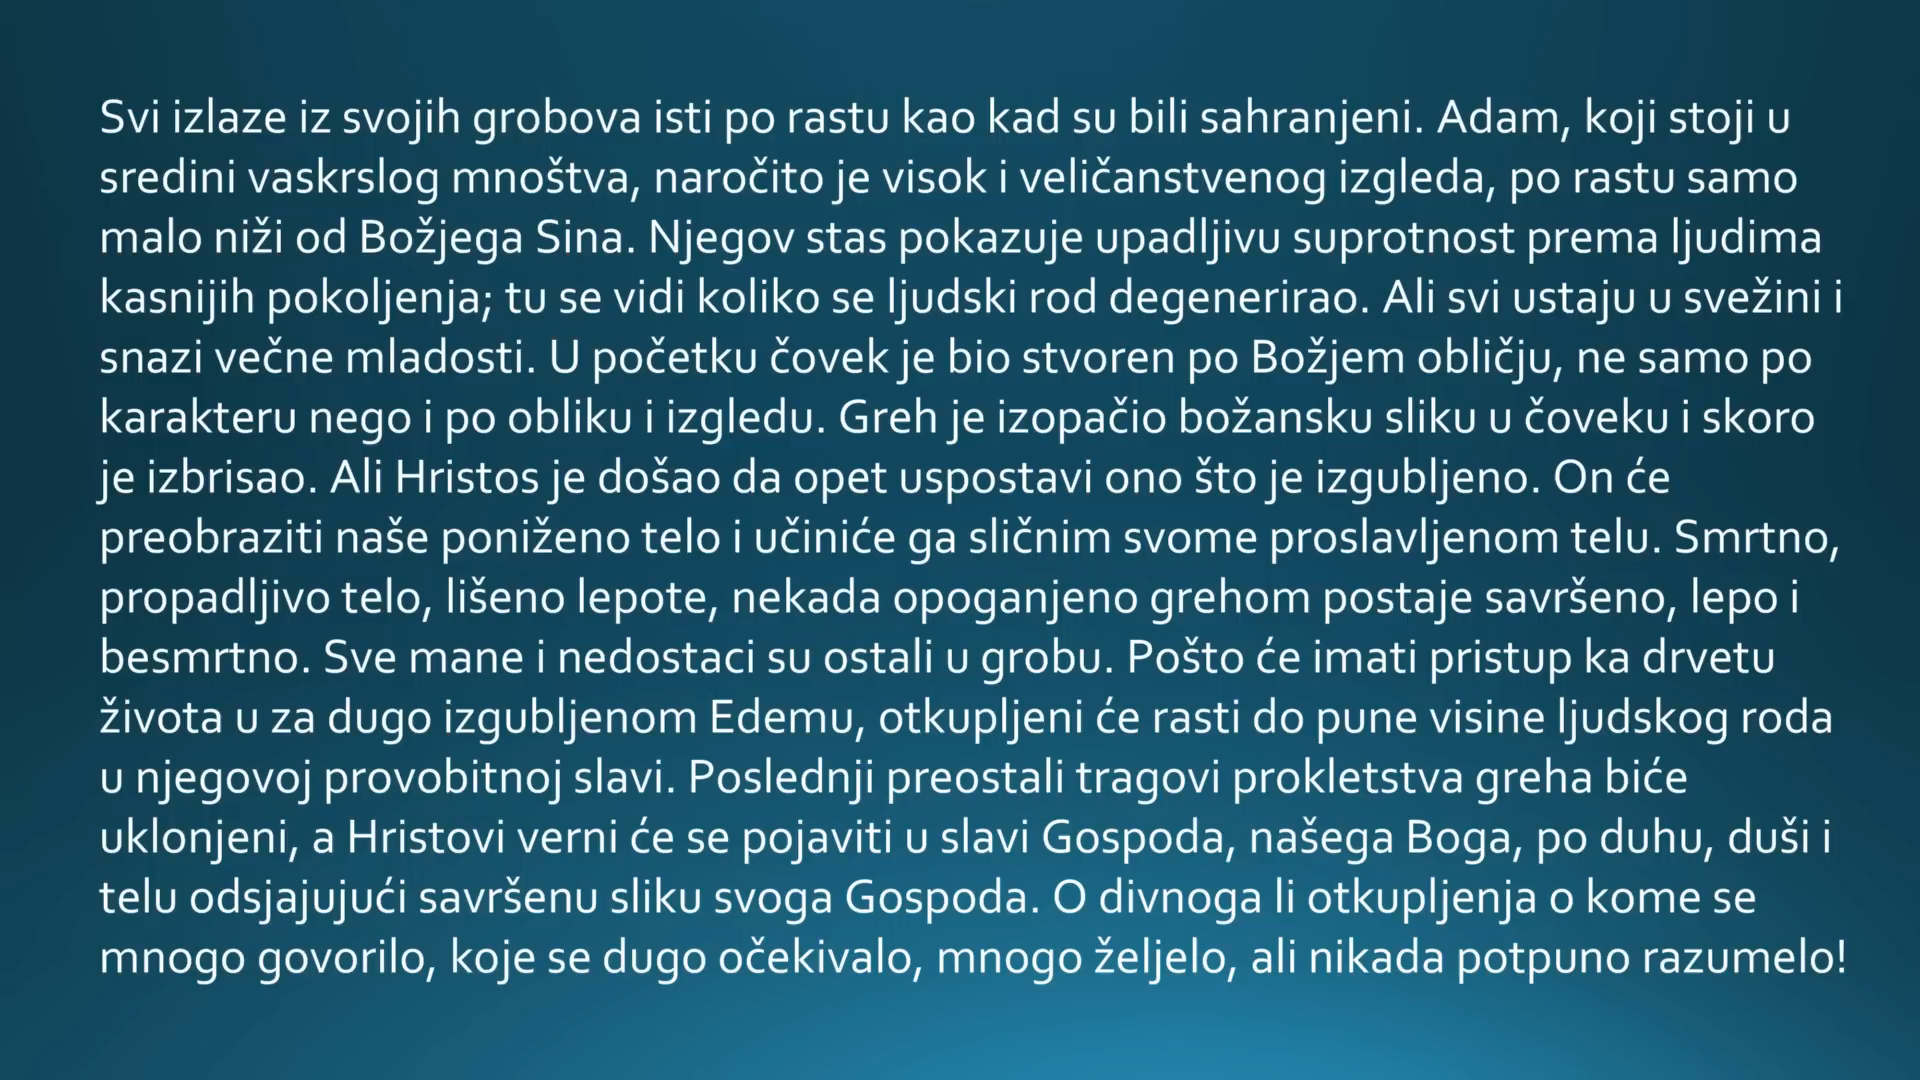 Svi izlaze iz svojih grobova isti po rastu kao kad su bili sahranjeni. Adam, koji stoji u
sredini vaskrslog mnoštva, naročito je visok i veličanstvenog izgleda, po rastu samo
malo niži od Božjega Sina. Njegov stas pokazuje upadljivu suprotnost prema ljudima
kasnijih pokoljenja; tu se vidi koliko se ljudski rod degenerirao. Ali svi ustaju u svežini i
snazi večne mladosti. U početku čovek je bio stvoren po Božjem obličju, ne samo po
karakteru nego i po obliku i izgledu. Greh je izopačio božansku sliku u čoveku i skoro
je izbrisao. Ali Hristos je došao da opet uspostavi ono što je izgubljeno. On će
preobraziti naše poniženo telo i učiniće ga sličnim svome proslavljenom telu. Smrtno,
propadljivo telo, lišeno lepote, nekada opoganjeno grehom postaje savršeno, lepo i
besmrtno. Sve mane i nedostaci su ostali u grobu. Pošto će imati pristup ka drvetu
života u za dugo izgubljenom Edemu, otkupljeni će rasti do pune visine ljudskog roda
u njegovoj provobitnoj slavi. Poslednji preostali tragovi prokletstva greha biće
uklonjeni, a Hristovi verni će se pojaviti u slavi Gospoda, našega Boga, po duhu, duši i
telu odsjajujući savršenu sliku svoga Gospoda. O divnoga li otkupljenja o kome se
mnogo govorilo, koje se dugo očekivalo, mnogo željelo, ali nikada potpuno razumelo!